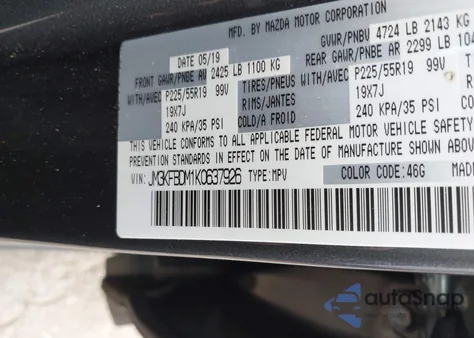 MFD. BY MAZDA MOTOR CORPORATION
DATE 05/19 GVWR/PNBV 4724 LB 2143 KG
FRONT GAWR/PNBE AV 2425 LB 1100 KG REAR GAWR/PNBE AR 2299 LB 104
WITH/AVEC P225/55R19 99V TIRES/PNEUS WITH/AVEC P225/55R19 99V
19X7J RIMS/JANTES 19X7J
240 KPA/35 PSI COLD/A FROID 240 KPA/35 PSI
THIS VEHICLE CONFORMS TO ALL APPLICABLE FEDERAL MOTOR VEHICLE SAFETY
PREVENTION STANDARDS IN EFFECT ON THE DATE OF MANUFACTURE
VIN: JM3KFBDM1K0637926 TYPE: MPV COLOR CODE: 46G
autoSnap